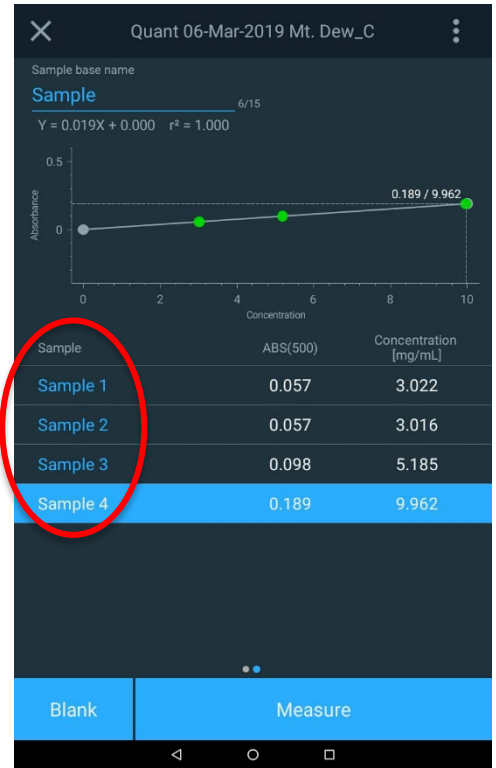 Quant 06-Mar-2019 Mt. Dew_C
Sample base name
Sample
6/15
Y = 0.019X + 0.000 r² = 1.000
0.5
0.189 / 9.962
Absorbance
0
0 2 4 6 8 10
Concentration
Sample ABS(500) Concentration
[mg/mL]
Sample 1 0.057 3.022
Sample 2 0.057 3.016
Sample 3 0.098 5.185
Sample 4 0.189 9.962
Blank Measure